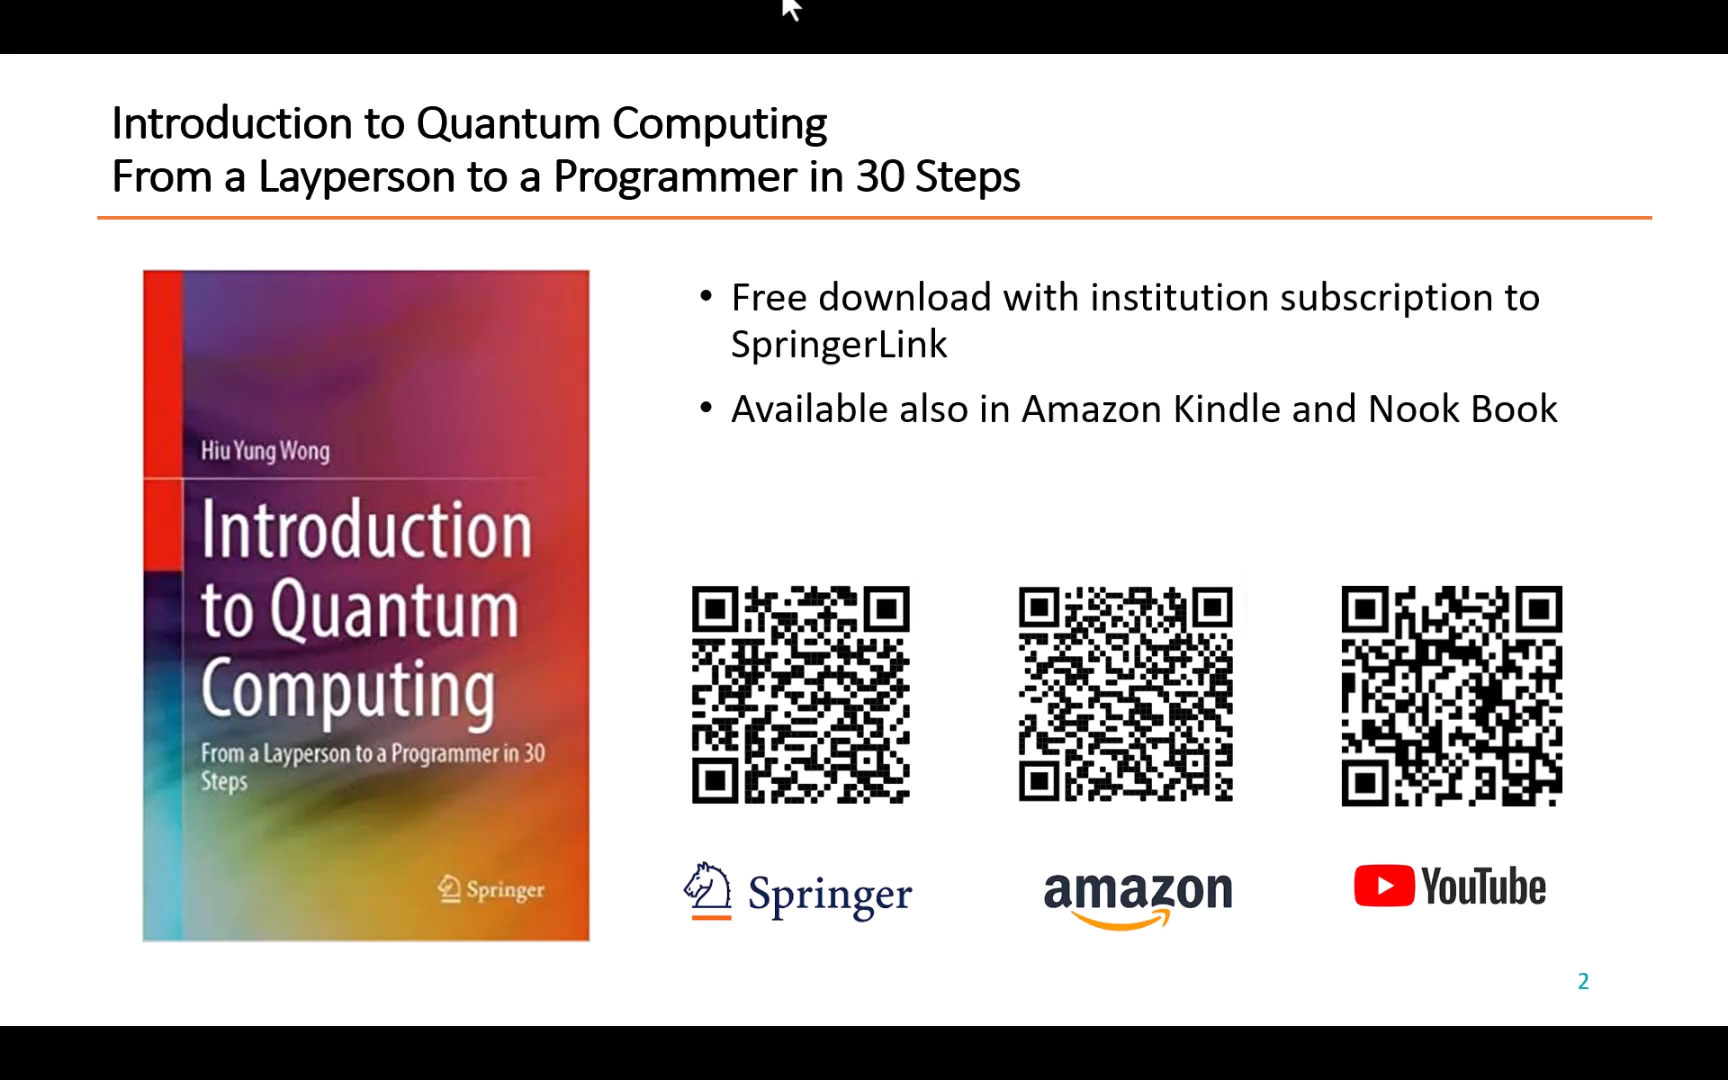 Introduction to Quantum Computing
From a Layperson to a Programmer in 30 Steps
Hiu Yung Wong
Introduction
to Quantum
Computing
From a Layperson to a Programmer in 30
Steps
Springer
• Free download with institution subscription to
SpringerLink
• Available also in Amazon Kindle and Nook Book
Springer
amazon
YouTube
2